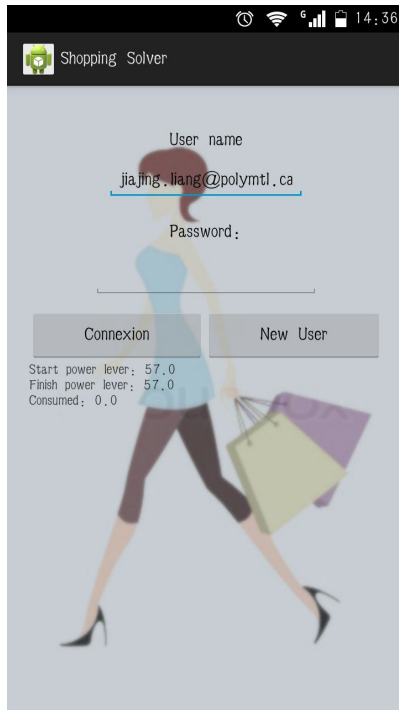 G 14:36
Shopping Solver
User name
jiajing.liang@polymtl.ca
Password:
Connexion New User
Start power lever: 57.0
Finish power lever: 57.0
Consumed: 0.0